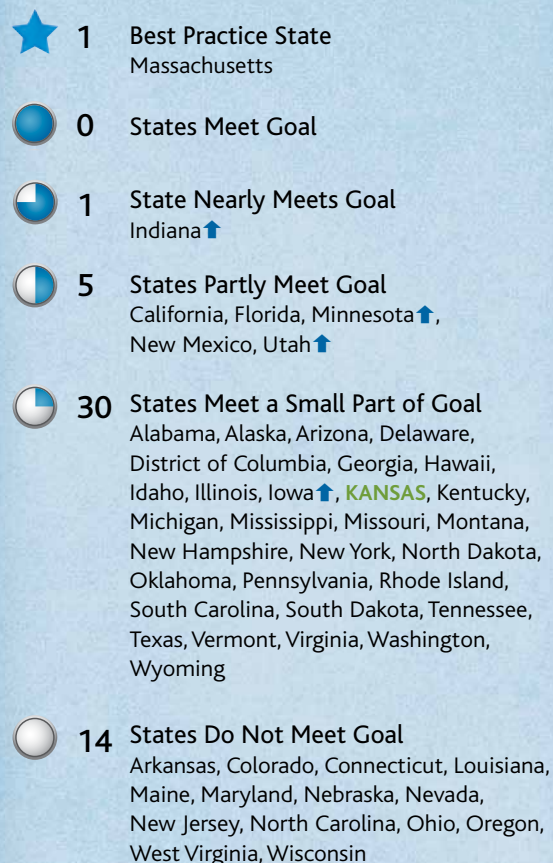 1 Best Practice State
Massachusetts
0 States Meet Goal
1 State Nearly Meets Goal
Indiana⬆
5 States Partly Meet Goal
California, Florida, Minnesota⬆,
New Mexico, Utah⬆
30 States Meet a Small Part of Goal
Alabama, Alaska, Arizona, Delaware,
District of Columbia, Georgia, Hawaii,
Idaho, Illinois, Iowa⬆, KANSAS, Kentucky,
Michigan, Mississippi, Missouri, Montana,
New Hampshire, New York, North Dakota,
Oklahoma, Pennsylvania, Rhode Island,
South Carolina, South Dakota, Tennessee,
Texas, Vermont, Virginia, Washington,
Wyoming
14 States Do Not Meet Goal
Arkansas, Colorado, Connecticut, Louisiana,
Maine, Maryland, Nebraska, Nevada,
New Jersey, North Carolina, Ohio, Oregon,
West Virginia, Wisconsin